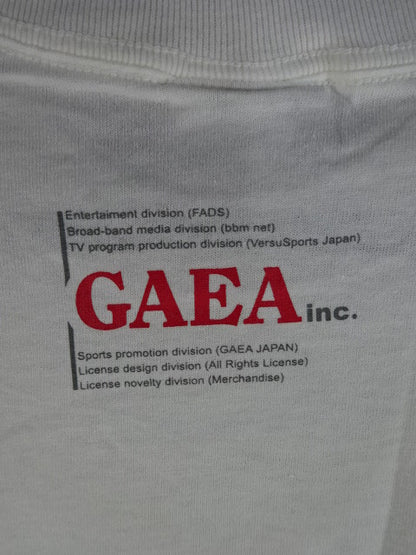 Entertaiment division (FADS)
Broad-band media division (bbm net)
TV program production division (VersuSports Japan)
GAEA inc.
Sports promotion division (GAEA JAPAN)
License design division (All Rights License)
License novelty division (Merchandise)